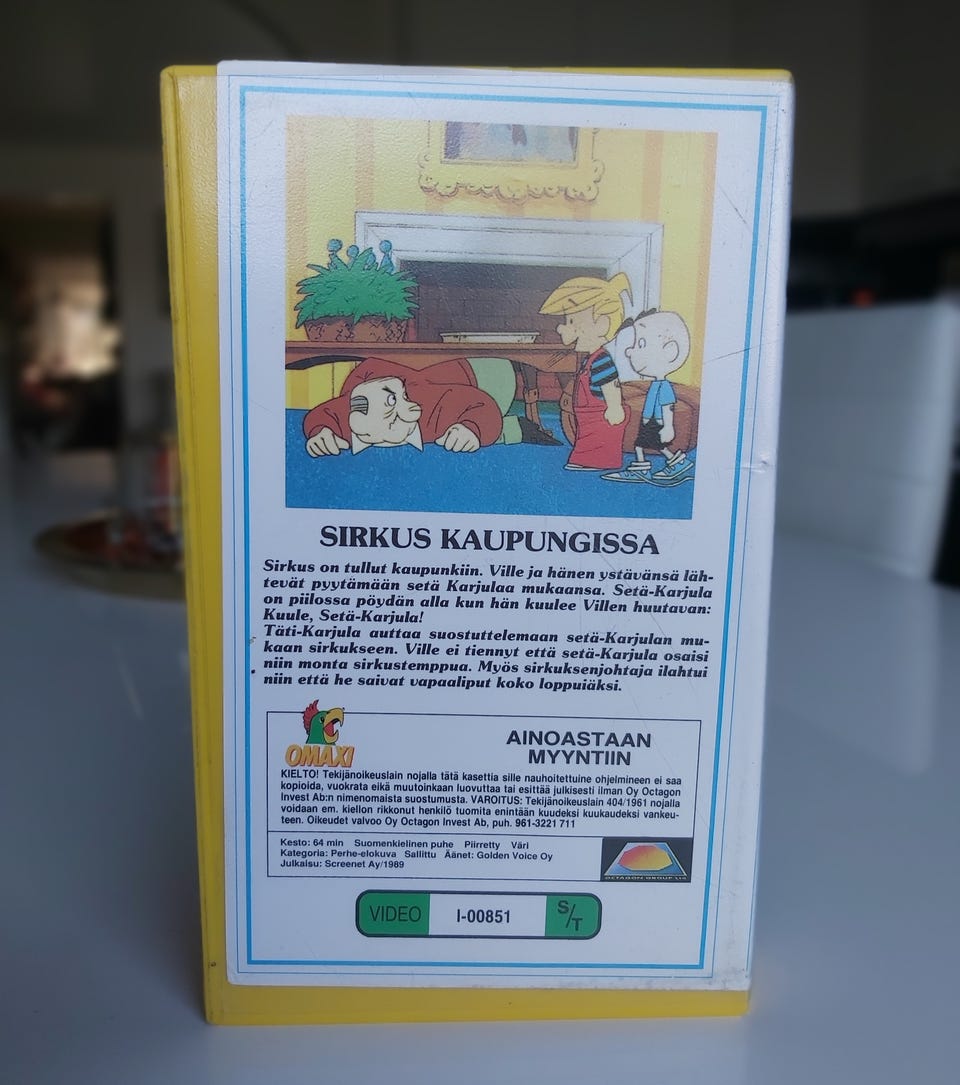 SIRKUS KAUPUNGISSA
Sirkus on tullut kaupunkiin. Ville ja hänen ystävänsä läh-
tevät pyytämään setä Karjulaa mukaansa. Setä-Karjula
on piilossa pöydän alla kun hän kuulee Villen huutavan:
Kuule, Setä-Karjula!
Täti-Karjula auttaa suostuttelemaan setä-Karjulan mu-
kaan sirkukseen. Ville ei tiennyt että setä-Karjula osaisi
niin monta sirkustemppua. Myös sirkuksenjohtaja ilahtui
niin että he saivat vapaaliput koko loppuiäksi.
OMAXI
AINOASTAAN
MYYNTIIN
KIELTO! Tekijänoikeuslain nojalla tätä kasettia sille nauhoitettuine ohjelmineen ei saa
kopioida, vuokrata eikä muutoinkaan luovuttaa tai esittää julkisesti ilman Oy Octagon
Invest Ab:n nimenomaista suostumusta. VAROITUS: Tekijänoikeuslain 404/1961 nojalla
voidaan em. kiellon rikkonut henkilö tuomita enintään kuudeksi kuukaudeksi vankeu-
teen. Oikeudet valvoo Oy Octagon Invest Ab, puh. 961-3221 711
Kesto: 64 min Suomenkielinen puhe Piirretty Väri
Kategoria: Perhe-elokuva Sallittu Äänet: Golden Voice Oy
Julkaisu: Screenet Ay/1989
OCTAGON GROUP Ltd
VIDEO I-00851 S/T